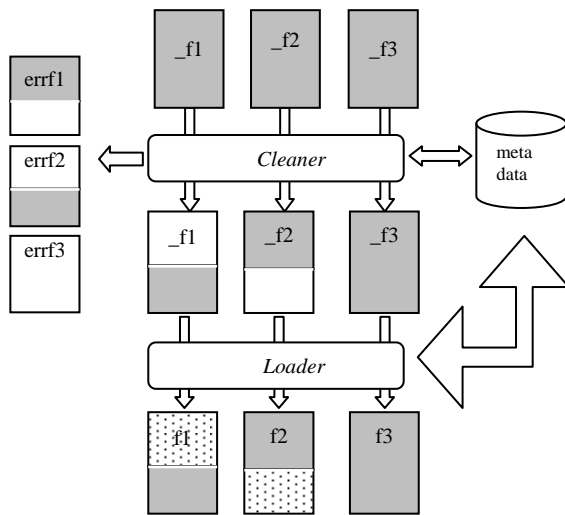 _f1
_f2
_f3
errf1
errf2
errf3
Cleaner
meta
data
_f1
_f2
_f3
Loader
f1
f2
f3